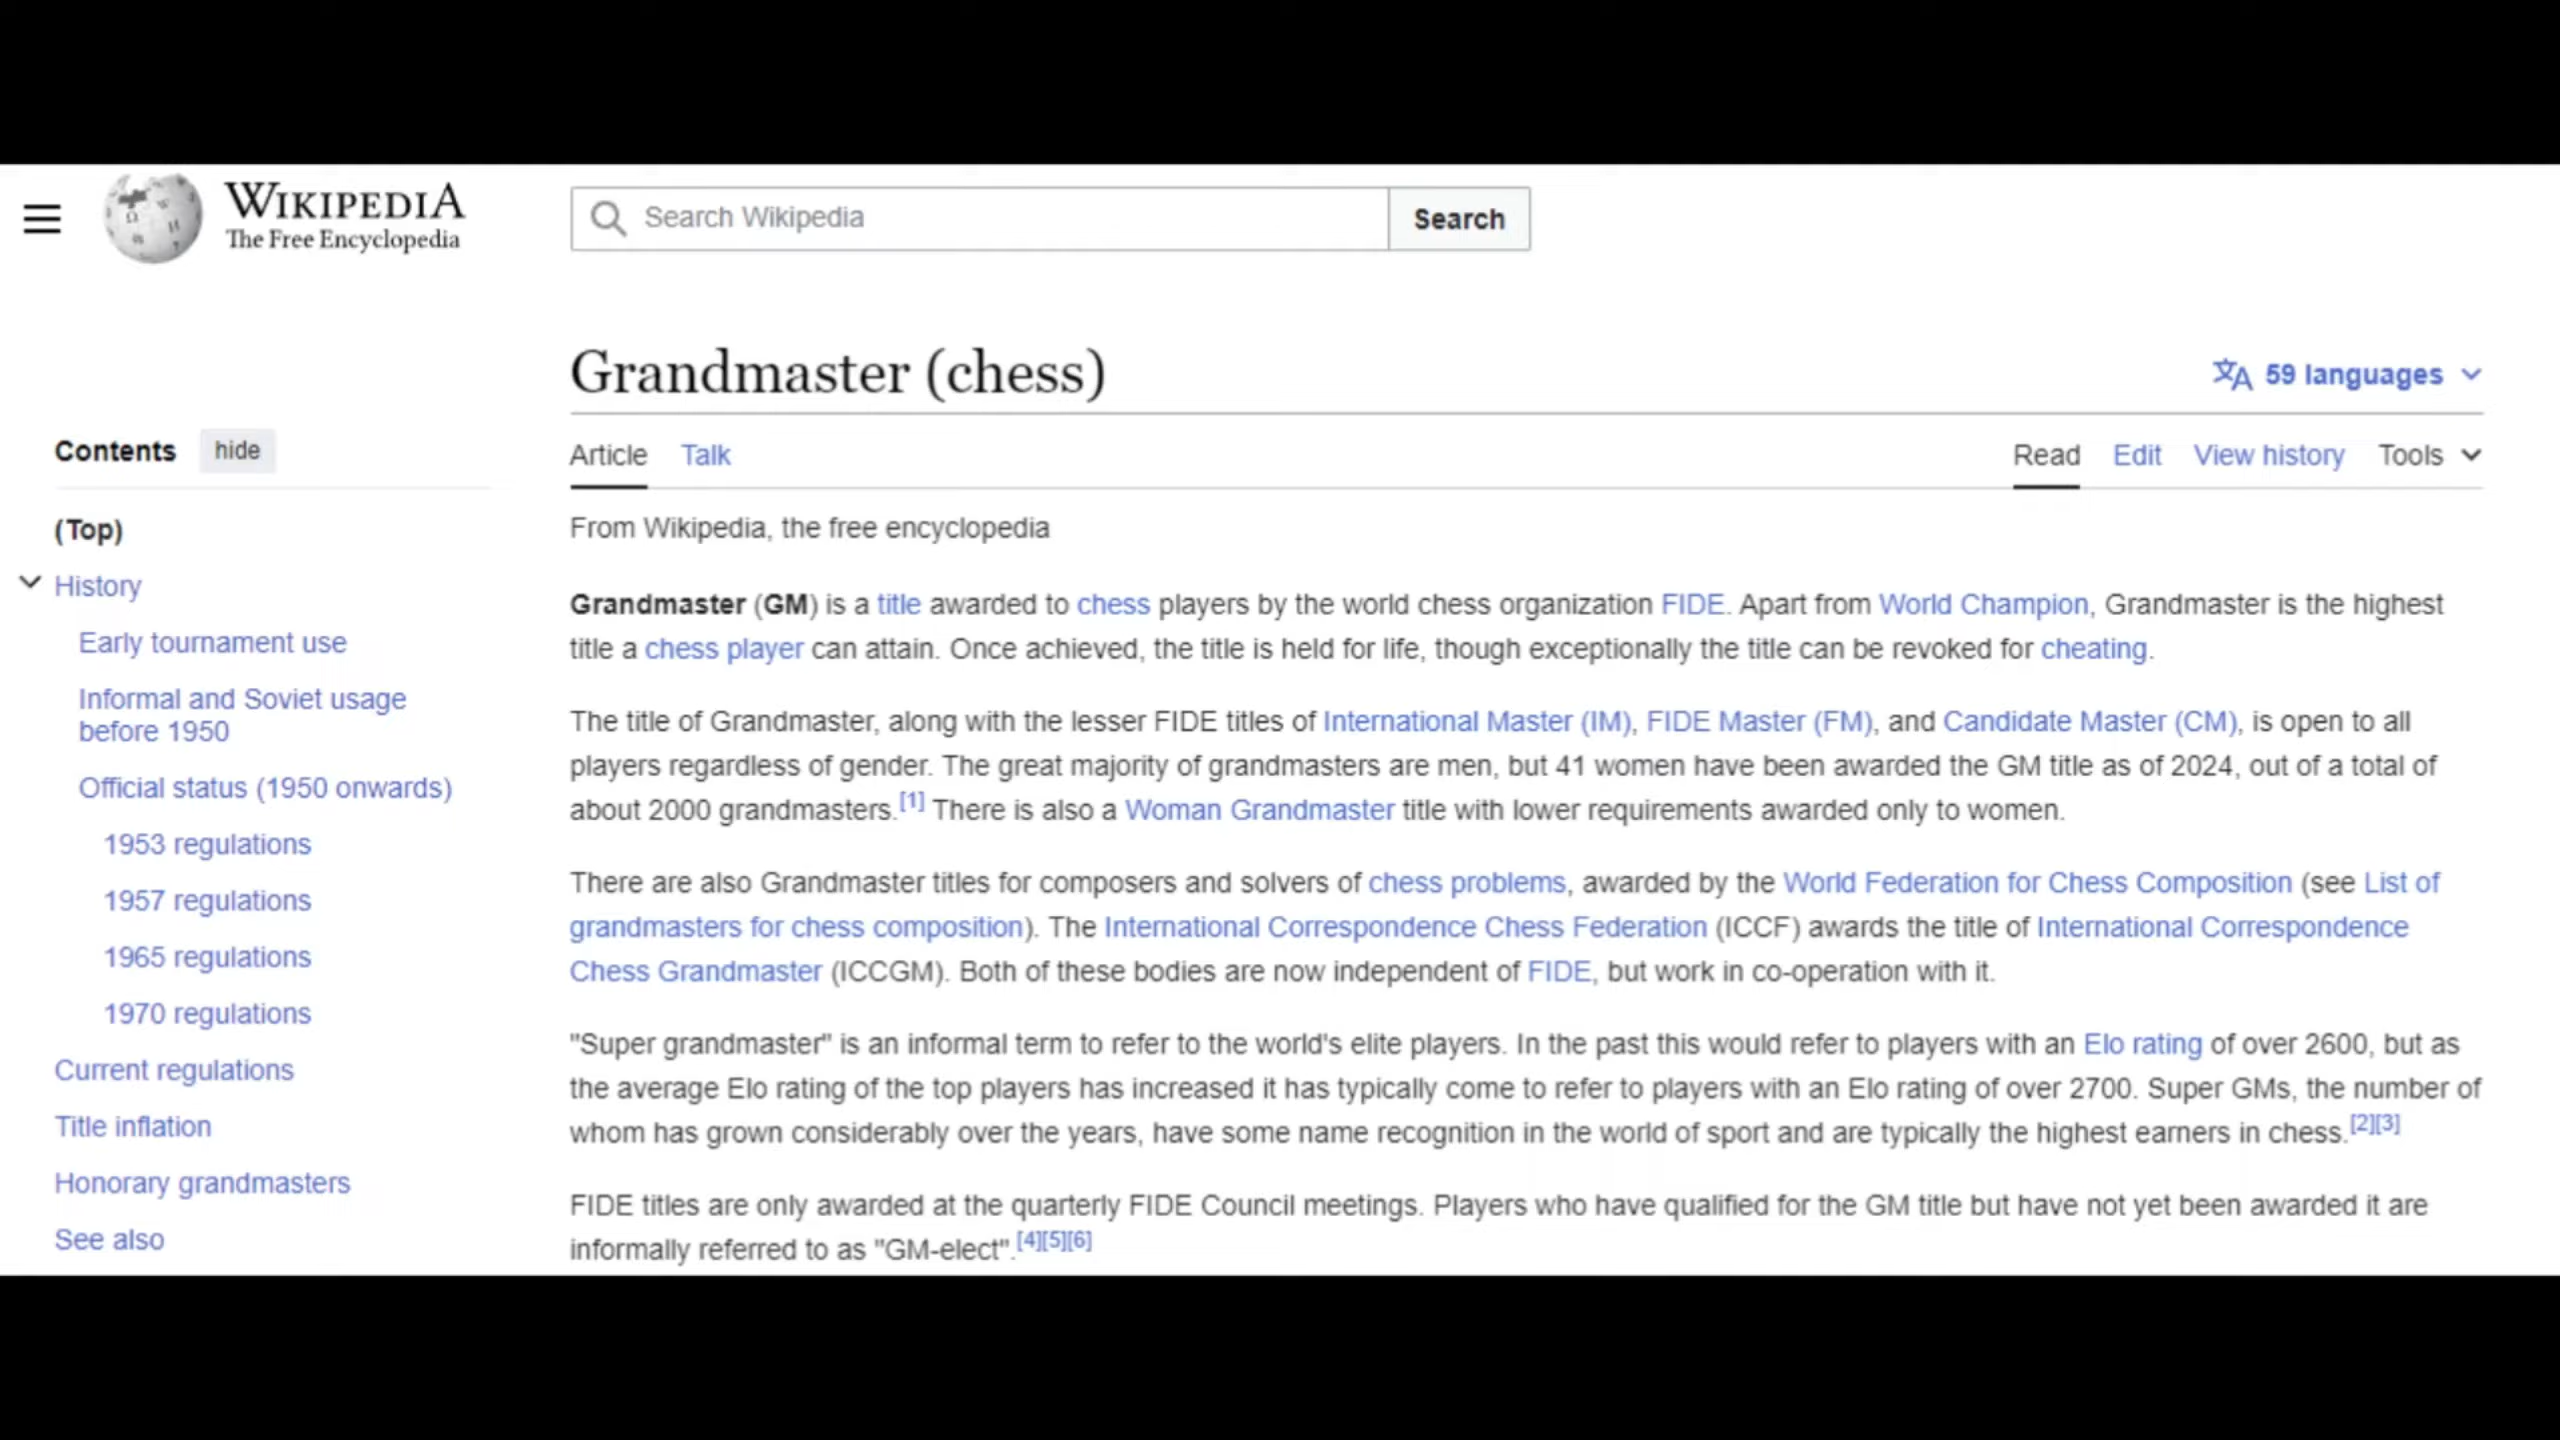 WIKIPEDIA
The Free Encyclopedia
Search Wikipedia
Search
Grandmaster (chess)
59 languages
Contents
hide
Article
Talk
Read
Edit
View history
Tools
(Top)
History
Early tournament use
Informal and Soviet usage
before 1950
Official status (1950 onwards)
1953 regulations
1957 regulations
1965 regulations
1970 regulations
Current regulations
Title inflation
Honorary grandmasters
See also
From Wikipedia, the free encyclopedia
Grandmaster (GM) is a title awarded to chess players by the world chess organization FIDE. Apart from World Champion, Grandmaster is the highest
title a chess player can attain. Once achieved, the title is held for life, though exceptionally the title can be revoked for cheating.
The title of Grandmaster, along with the lesser FIDE titles of International Master (IM), FIDE Master (FM), and Candidate Master (CM), is open to all
players regardless of gender. The great majority of grandmasters are men, but 41 women have been awarded the GM title as of 2024, out of a total of
about 2000 grandmasters.[1] There is also a Woman Grandmaster title with lower requirements awarded only to women.
There are also Grandmaster titles for composers and solvers of chess problems, awarded by the World Federation for Chess Composition (see List of
grandmasters for chess composition). The International Correspondence Chess Federation (ICCF) awards the title of International Correspondence
Chess Grandmaster (ICCGM). Both of these bodies are now independent of FIDE, but work in co-operation with it.
"Super grandmaster" is an informal term to refer to the world's elite players. In the past this would refer to players with an Elo rating of over 2600, but as
the average Elo rating of the top players has increased it has typically come to refer to players with an Elo rating of over 2700. Super GMs, the number of
whom has grown considerably over the years, have some name recognition in the world of sport and are typically the highest earners in chess.[2][3]
FIDE titles are only awarded at the quarterly FIDE Council meetings. Players who have qualified for the GM title but have not yet been awarded it are
informally referred to as "GM-elect".[4][5][6]